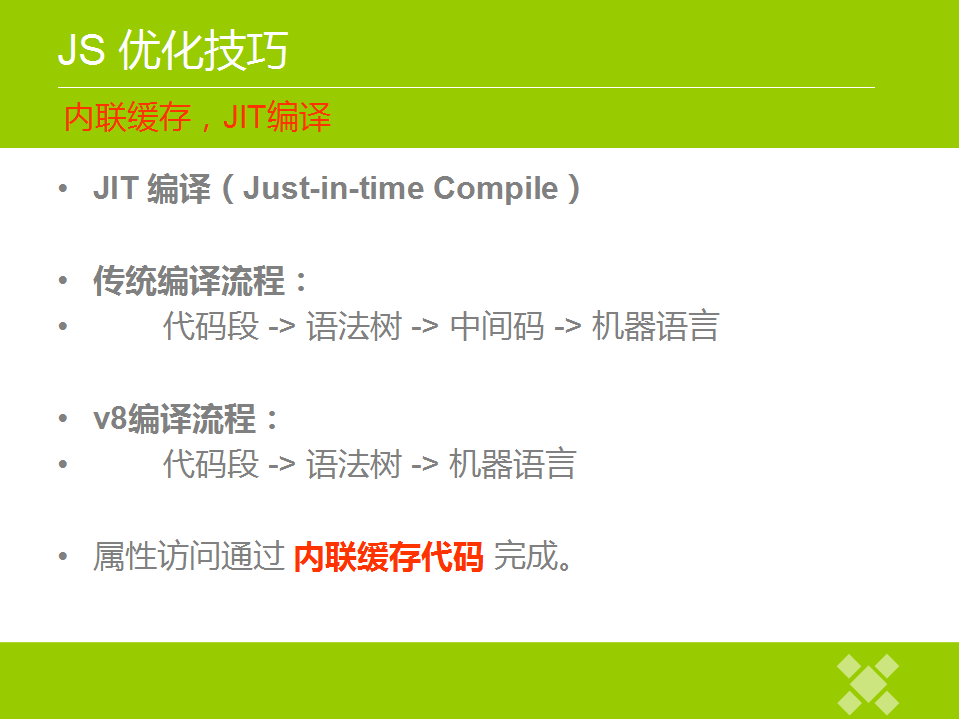 JS 优化技巧
内联缓存，JIT编译
• JIT 编译（Just-in-time Compile）
• 传统编译流程：
• 代码段 -> 语法树 -> 中间码 -> 机器语言
• v8编译流程：
• 代码段 -> 语法树 -> 机器语言
• 属性访问通过 内联缓存代码 完成。